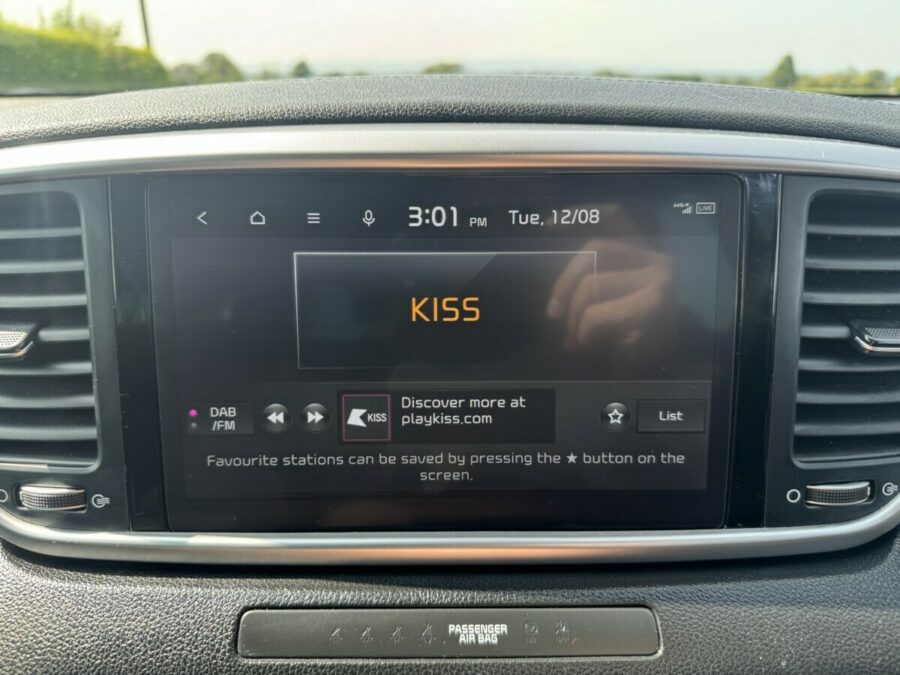 3:01 PM Tue, 12/08
LIVE
KISS
DAB
/FM
KISS
Discover more at
playkiss.com
List
Favourite stations can be saved by pressing the ★ button on the
screen.
PASSENGER
AIR BAG